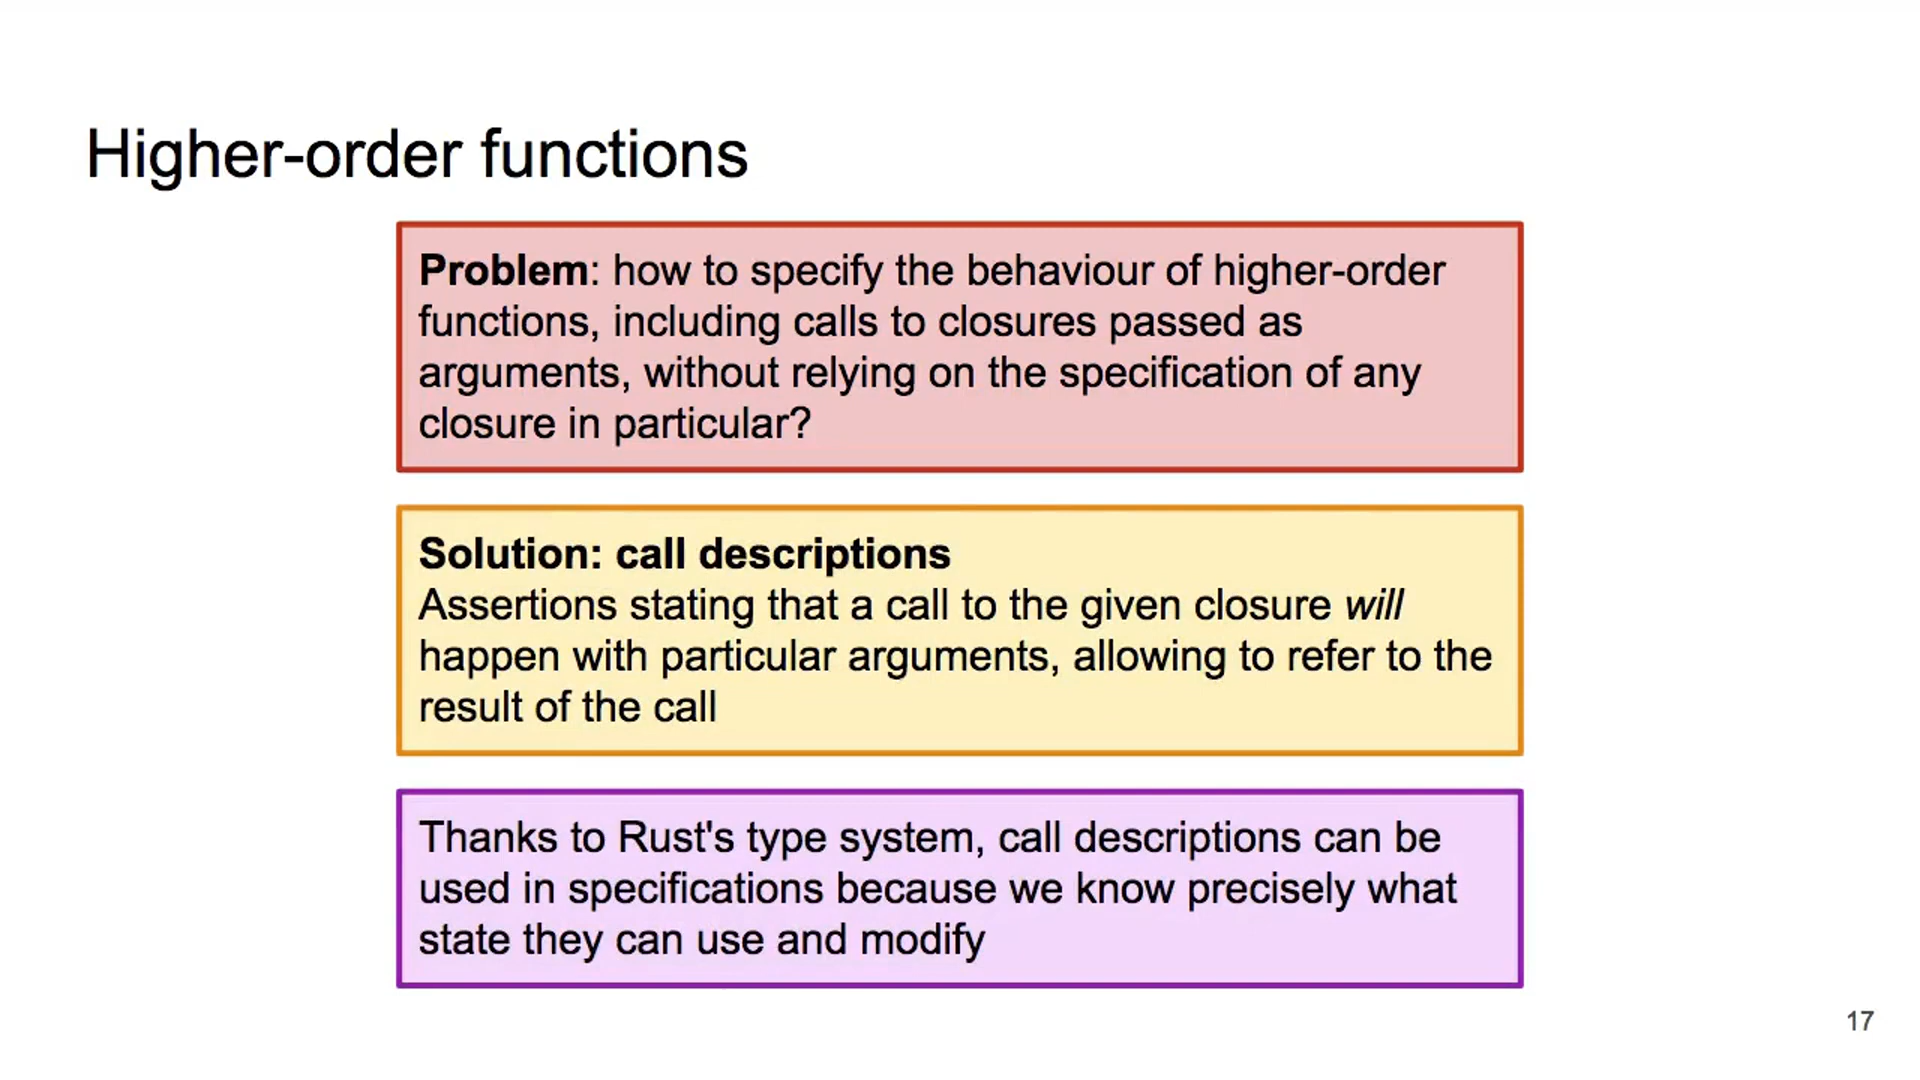 Higher-order functions
Problem: how to specify the behaviour of higher-order
functions, including calls to closures passed as
arguments, without relying on the specification of any
closure in particular?
Solution: call descriptions
Assertions stating that a call to the given closure will
happen with particular arguments, allowing to refer to the
result of the call
Thanks to Rust's type system, call descriptions can be
used in specifications because we know precisely what
state they can use and modify
17